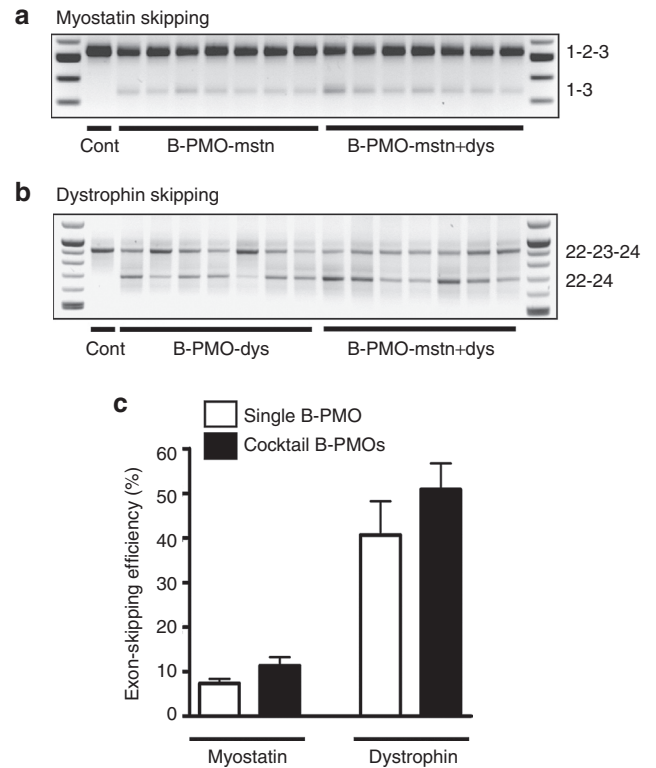 a Myostatin skipping
1-2-3
1-3
Cont B-PMO-mstn B-PMO-mstn+dys
b Dystrophin skipping
22-23-24
22-24
Cont B-PMO-dys B-PMO-mstn+dys
c
Single B-PMO
Cocktail B-PMOs
Exon-skipping efficiency (%)
60
50
40
30
20
10
0
Myostatin Dystrophin